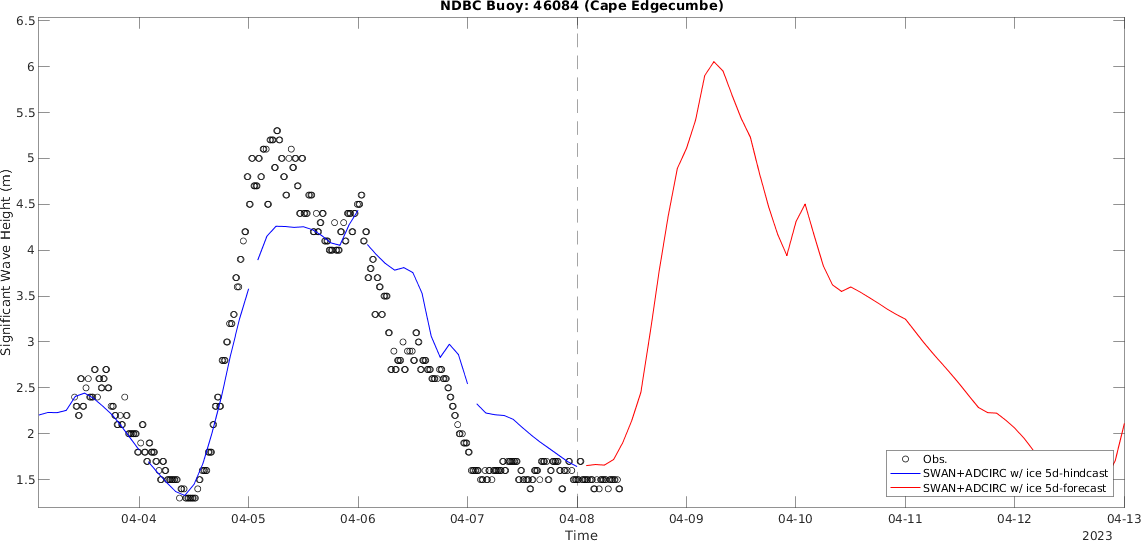 NDBC Buoy: 46084 (Cape Edgecumbe)
6.5
6
5.5
5
4.5
4
3.5
3
2.5
2
1.5
Significant Wave Height (m)
Obs.
SWAN+ADCIRC w/ ice 5d-hindcast
SWAN+ADCIRC w/ ice 5d-forecast
04-04 04-05 04-06 04-07 04-08 04-09 04-10 04-11 04-12 04-13
Time
2023